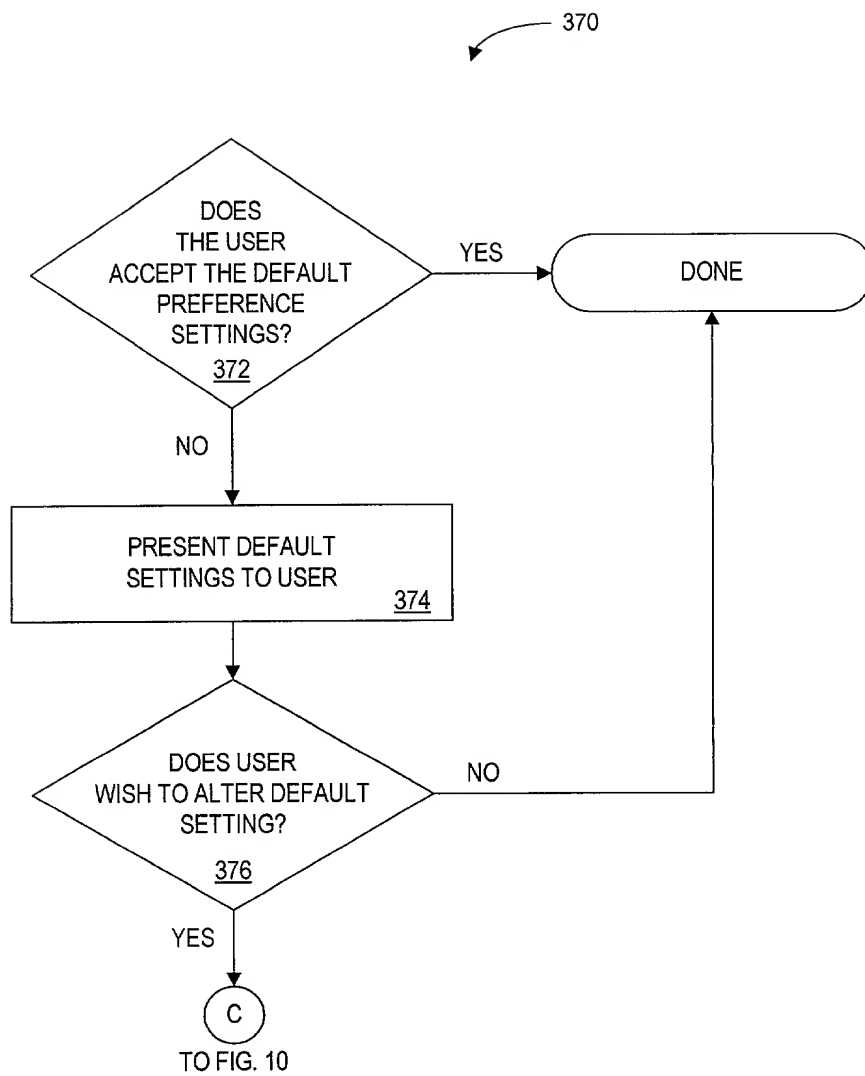 370
DOES
THE USER
ACCEPT THE DEFAULT
PREFERENCE
SETTINGS?
372
YES
DONE
NO
PRESENT DEFAULT
SETTINGS TO USER
374
DOES USER
WISH TO ALTER DEFAULT
SETTING?
376
NO
YES
C
TO FIG. 10